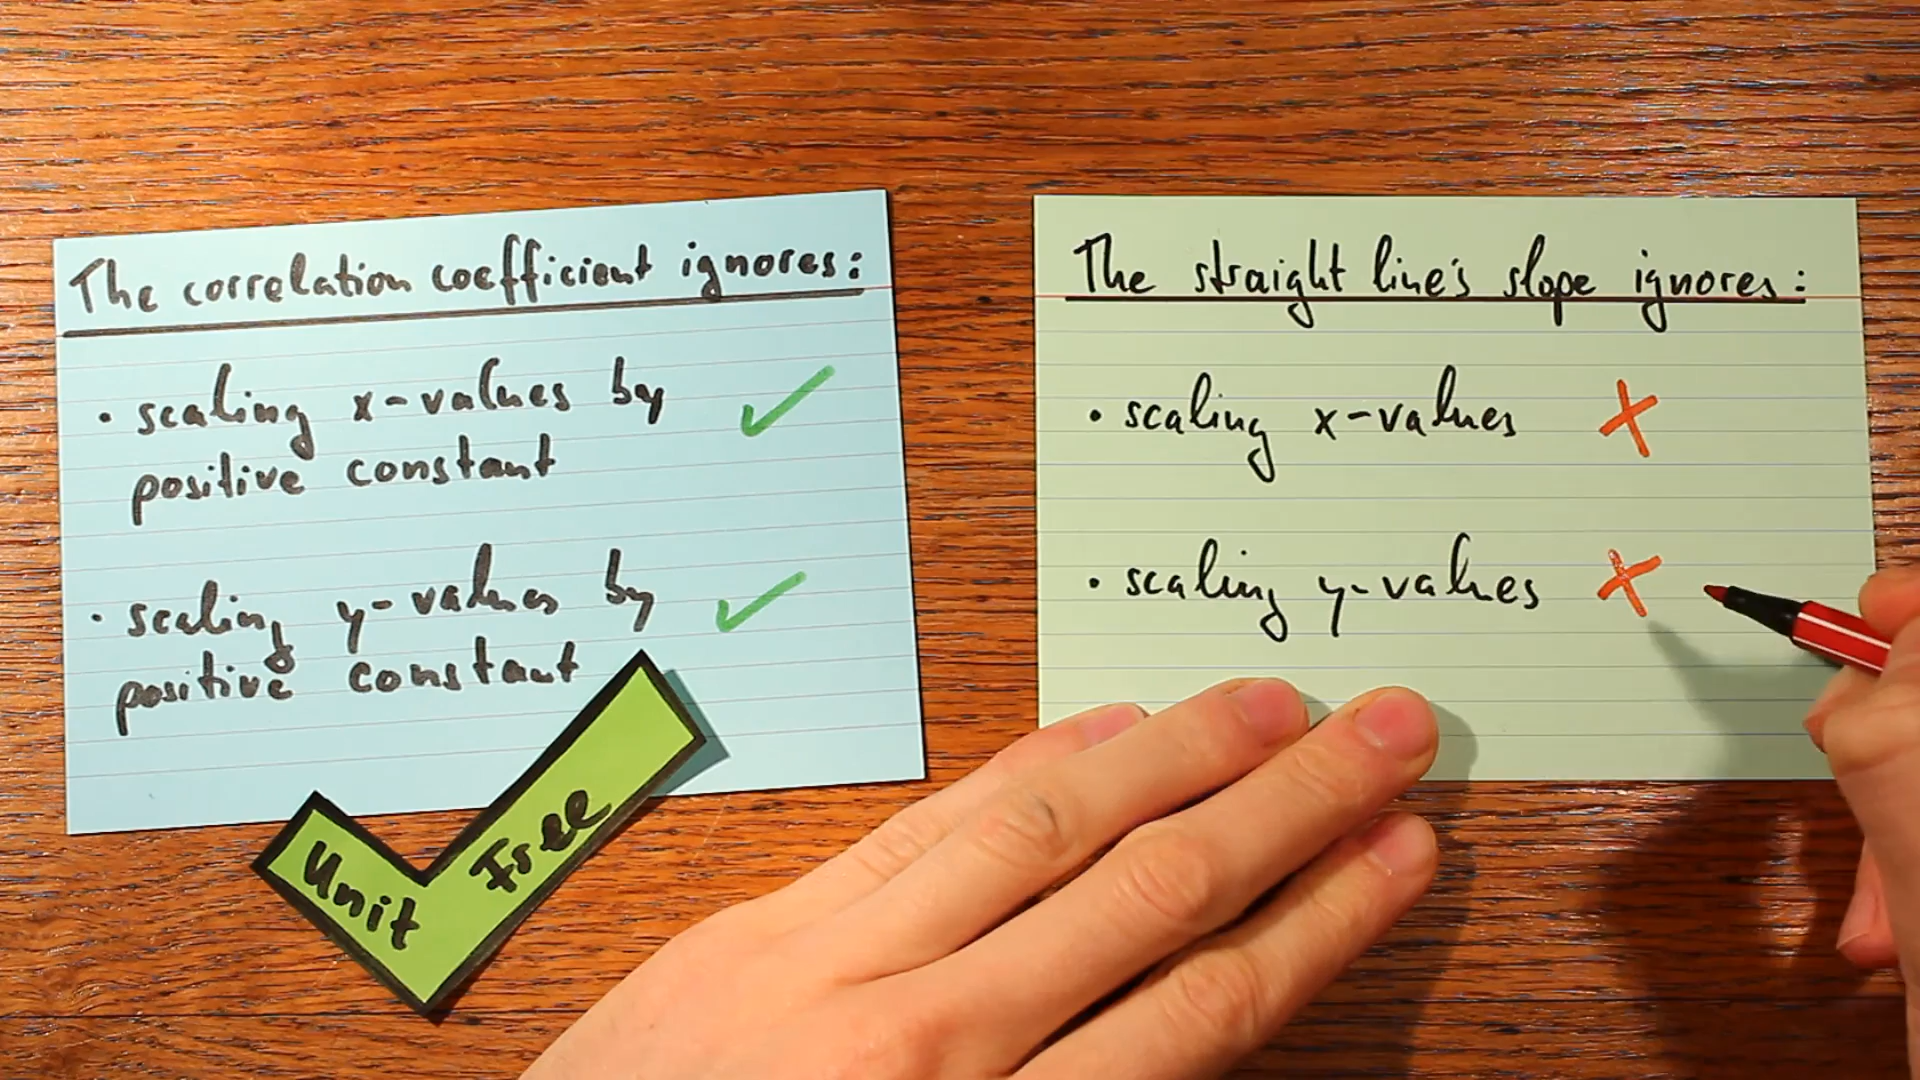 The correlation coefficient ignores:
• scaling x-values by
positive constant
• scaling y-values by
positive constant
Unit Free
The straight line's slope ignores:
• scaling x-values
• scaling y-values